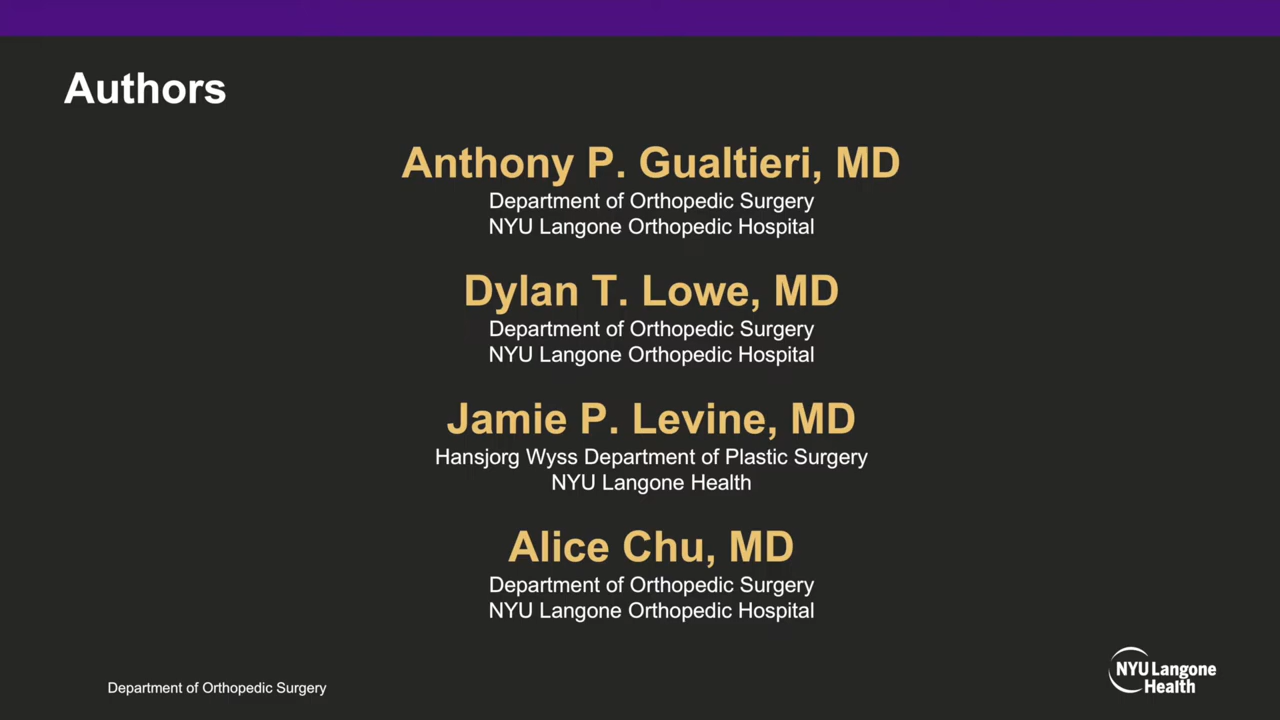 Authors
Anthony P. Gualtieri, MD
Department of Orthopedic Surgery
NYU Langone Orthopedic Hospital
Dylan T. Lowe, MD
Department of Orthopedic Surgery
NYU Langone Orthopedic Hospital
Jamie P. Levine, MD
Hansjorg Wyss Department of Plastic Surgery
NYU Langone Health
Alice Chu, MD
Department of Orthopedic Surgery
NYU Langone Orthopedic Hospital
Department of Orthopedic Surgery
NYU Langone
Health